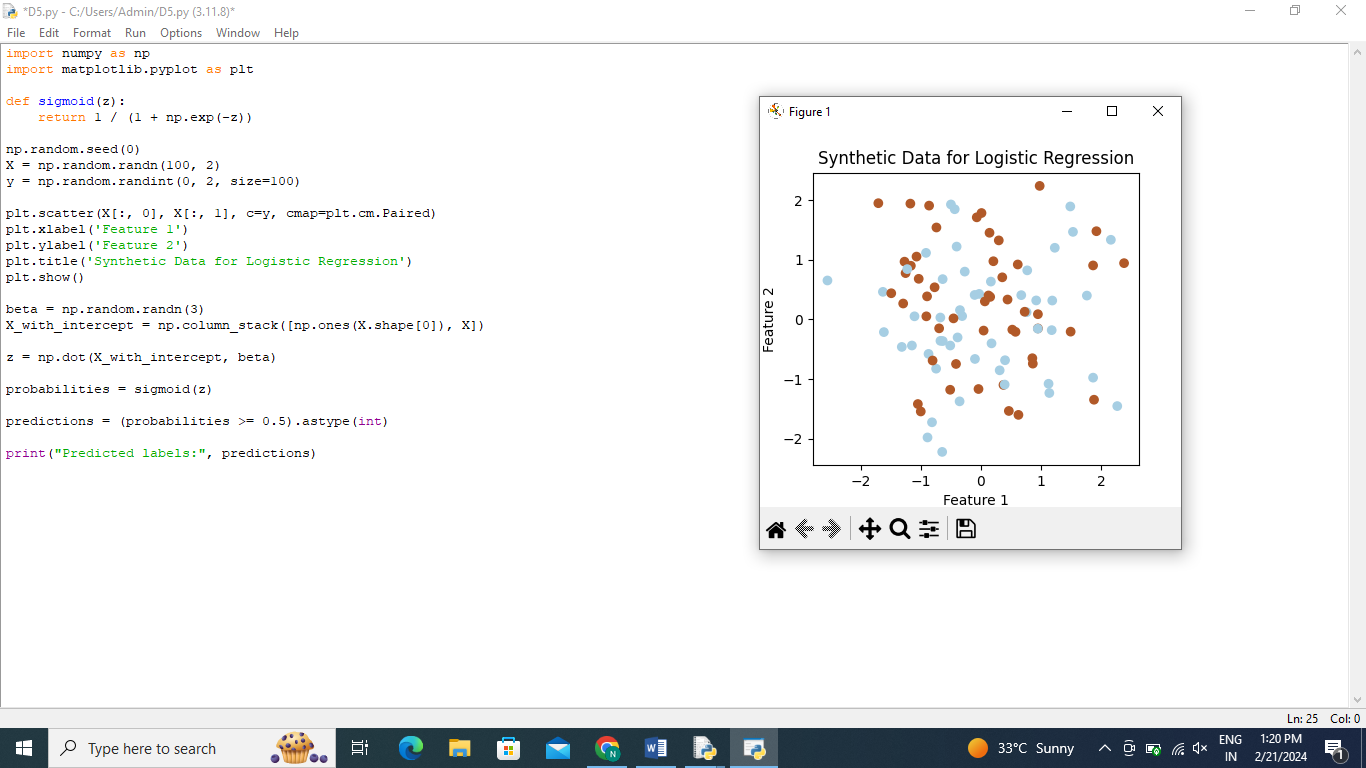 *D5.py - C:/Users/Admin/D5.py (3.11.8)*
File Edit Format Run Options Window Help
import numpy as np
import matplotlib.pyplot as plt
def sigmoid(z):
    return 1 / (1 + np.exp(-z))
np.random.seed(0)
X = np.random.randn(100, 2)
y = np.random.randint(0, 2, size=100)
plt.scatter(X[:, 0], X[:, 1], c=y, cmap=plt.cm.Paired)
plt.xlabel('Feature 1')
plt.ylabel('Feature 2')
plt.title('Synthetic Data for Logistic Regression')
plt.show()
beta = np.random.randn(3)
X_with_intercept = np.column_stack([np.ones(X.shape[0]), X])
z = np.dot(X_with_intercept, beta)
probabilities = sigmoid(z)
predictions = (probabilities >= 0.5).astype(int)
print("Predicted labels:", predictions)
Figure 1
Synthetic Data for Logistic Regression
2
1
0
−1
−2
Feature 2
−2 −1 0 1 2
Feature 1
Ln: 25 Col: 0
Type here to search
33°C Sunny
ENG
IN
1:20 PM
2/21/2024
1